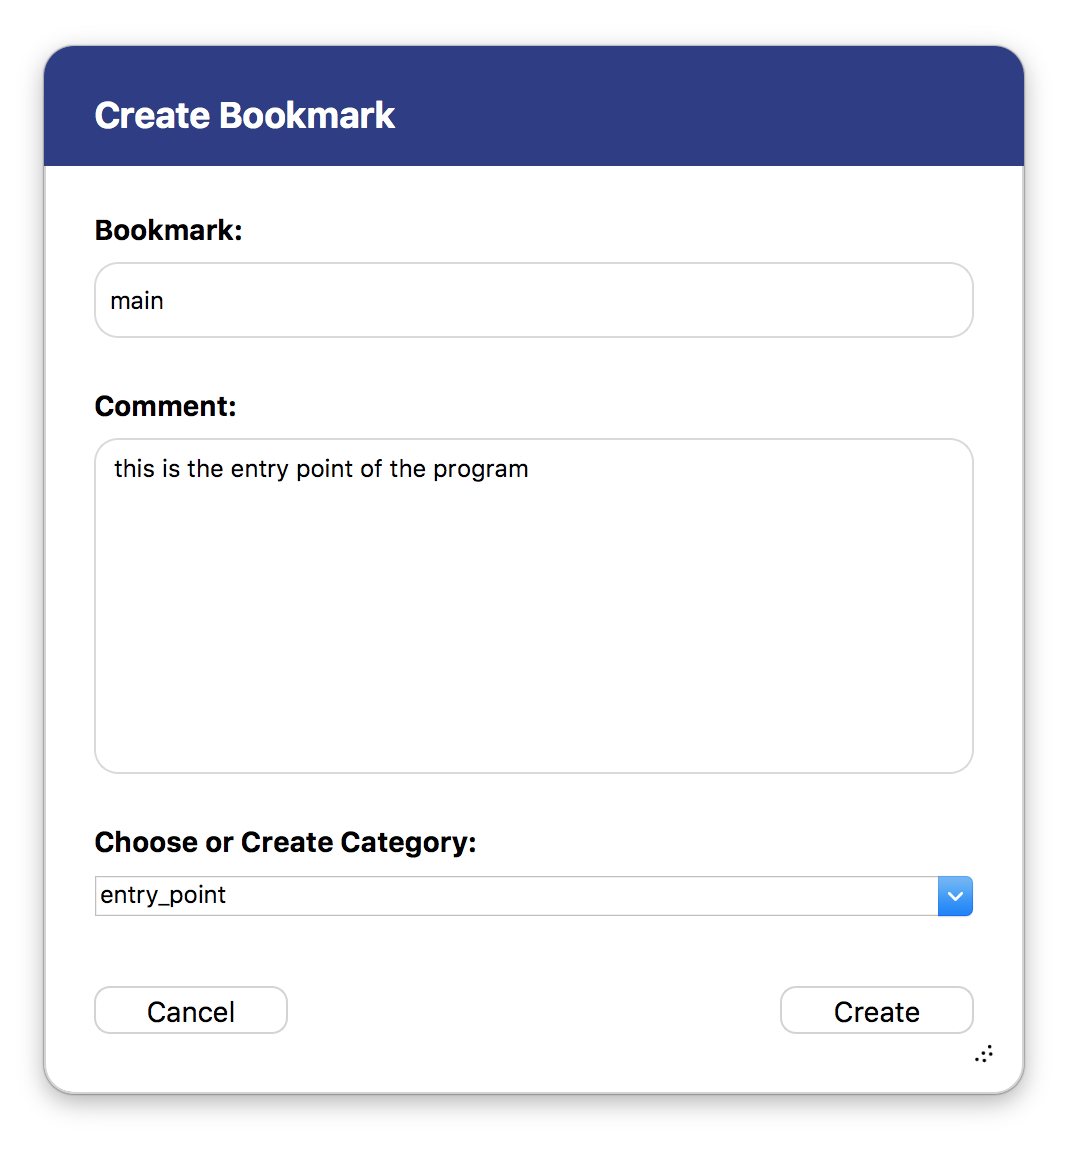 Create Bookmark
Bookmark:
main
Comment:
this is the entry point of the program
Choose or Create Category:
entry_point
Cancel
Create